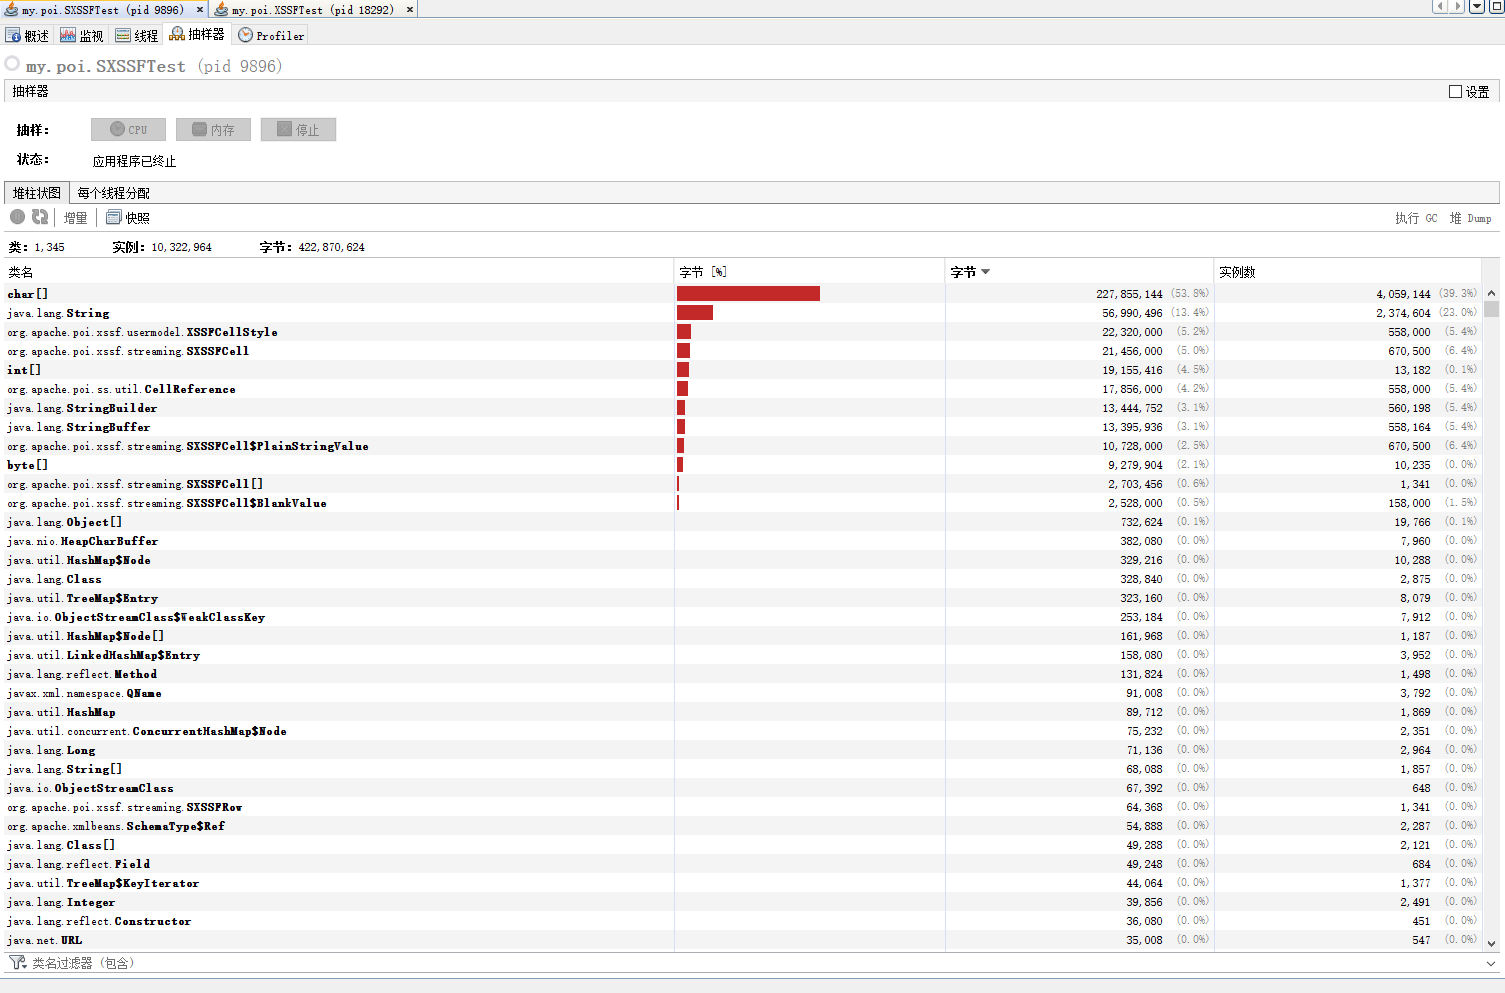 my.poi.SXSSFTest (pid 9896) × my.poi.XSSFTest (pid 18292) ×
概述 监视 线程 抽样器 Profiler
my.poi.SXSSFTest (pid 9896)
抽样器 设置
抽样： CPU 内存 停止
状态： 应用程序已终止
堆柱状图 每个线程分配
增量 快照 执行 GC 堆 Dump
类：1,345 实例：10,322,964 字节：422,870,624
类名 字节 [%] 字节 实例数
char[] 227,855,144 (53.8%) 4,059,144 (39.3%)
java.lang.String 56,990,496 (13.4%) 2,374,604 (23.0%)
org.apache.poi.xssf.usermodel.XSSFCellStyle 22,320,000 (5.2%) 558,000 (5.4%)
org.apache.poi.xssf.streaming.SXSSFCell 21,456,000 (5.0%) 670,500 (6.4%)
int[] 19,155,416 (4.5%) 13,182 (0.1%)
org.apache.poi.ss.util.CellReference 17,856,000 (4.2%) 558,000 (5.4%)
java.lang.StringBuilder 13,444,752 (3.1%) 560,198 (5.4%)
java.lang.StringBuffer 13,395,936 (3.1%) 558,164 (5.4%)
org.apache.poi.xssf.streaming.SXSSFCell$PlainStringValue 10,728,000 (2.5%) 670,500 (6.4%)
byte[] 9,279,904 (2.1%) 10,235 (0.0%)
org.apache.poi.xssf.streaming.SXSSFCell[] 2,703,456 (0.6%) 1,341 (0.0%)
org.apache.poi.xssf.streaming.SXSSFCell$BlankValue 2,528,000 (0.5%) 158,000 (1.5%)
java.lang.Object[] 732,624 (0.1%) 19,766 (0.1%)
java.nio.HeapCharBuffer 382,080 (0.0%) 7,960 (0.0%)
java.util.HashMap$Node 329,216 (0.0%) 10,288 (0.0%)
java.lang.Class 328,840 (0.0%) 2,875 (0.0%)
java.util.TreeMap$Entry 323,160 (0.0%) 8,079 (0.0%)
java.io.ObjectStreamClass$WeakClassKey 253,184 (0.0%) 7,912 (0.0%)
java.util.HashMap$Node[] 161,968 (0.0%) 1,187 (0.0%)
java.util.LinkedHashMap$Entry 158,080 (0.0%) 3,952 (0.0%)
java.lang.reflect.Method 131,824 (0.0%) 1,498 (0.0%)
javax.xml.namespace.QName 91,008 (0.0%) 3,792 (0.0%)
java.util.HashMap 89,712 (0.0%) 1,869 (0.0%)
java.util.concurrent.ConcurrentHashMap$Node 75,232 (0.0%) 2,351 (0.0%)
java.lang.Long 71,136 (0.0%) 2,964 (0.0%)
java.lang.String[] 68,088 (0.0%) 1,857 (0.0%)
java.io.ObjectStreamClass 67,392 (0.0%) 648 (0.0%)
org.apache.poi.xssf.streaming.SXSSFRow 64,368 (0.0%) 1,341 (0.0%)
org.apache.xmlbeans.SchemaType$Ref 54,888 (0.0%) 2,287 (0.0%)
java.lang.Class[] 49,288 (0.0%) 2,121 (0.0%)
java.lang.reflect.Field 49,248 (0.0%) 684 (0.0%)
java.util.TreeMap$KeyIterator 44,064 (0.0%) 1,377 (0.0%)
java.lang.Integer 39,856 (0.0%) 2,491 (0.0%)
java.lang.reflect.Constructor 36,080 (0.0%) 451 (0.0%)
java.net.URL 35,008 (0.0%) 547 (0.0%)
类名过滤器 (包含)